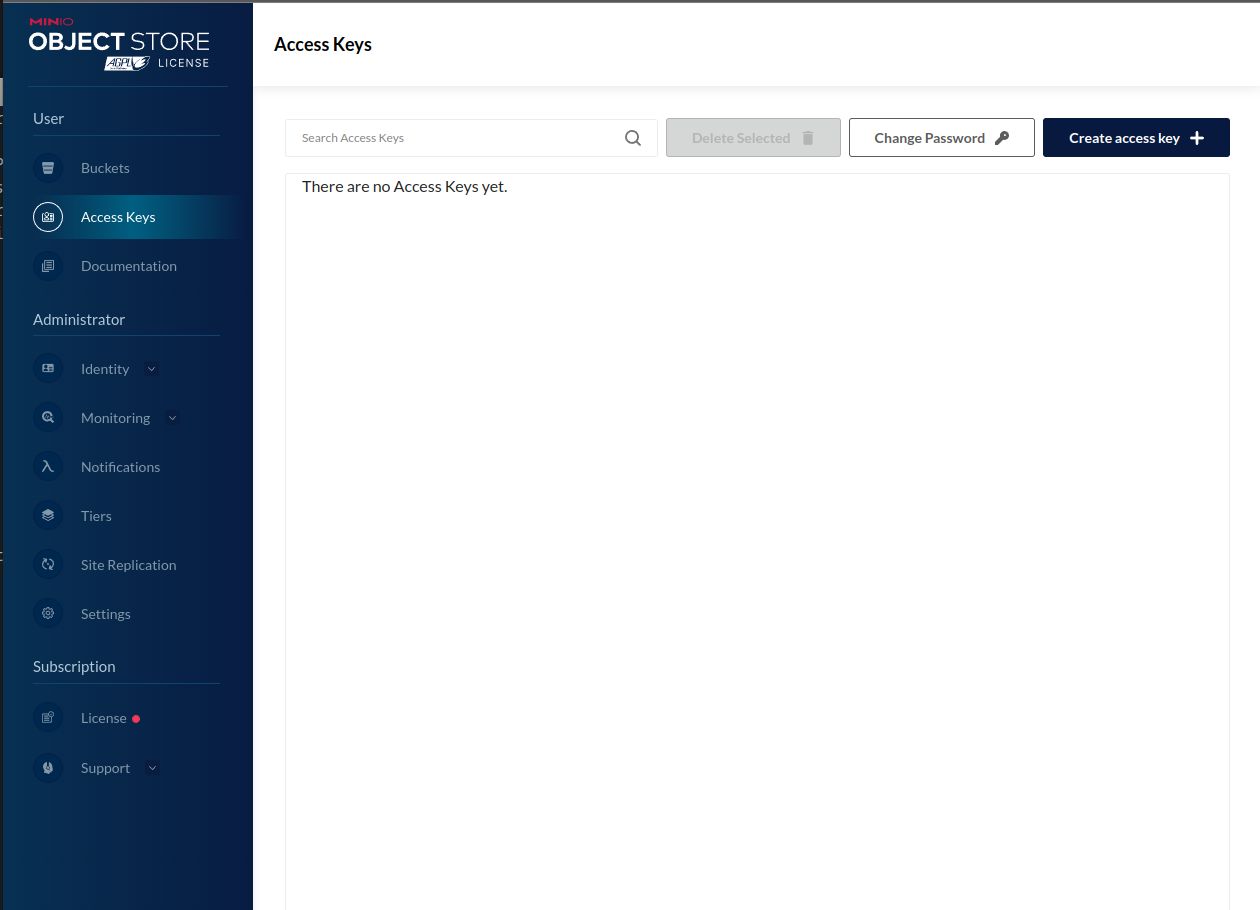 MINIO
OBJECT STORE
AGPL LICENSE
User
Buckets
Access Keys
Documentation
Administrator
Identity
Monitoring
Notifications
Tiers
Site Replication
Settings
Subscription
License
Support
Access Keys
Search Access Keys
Delete Selected
Change Password
Create access key
There are no Access Keys yet.